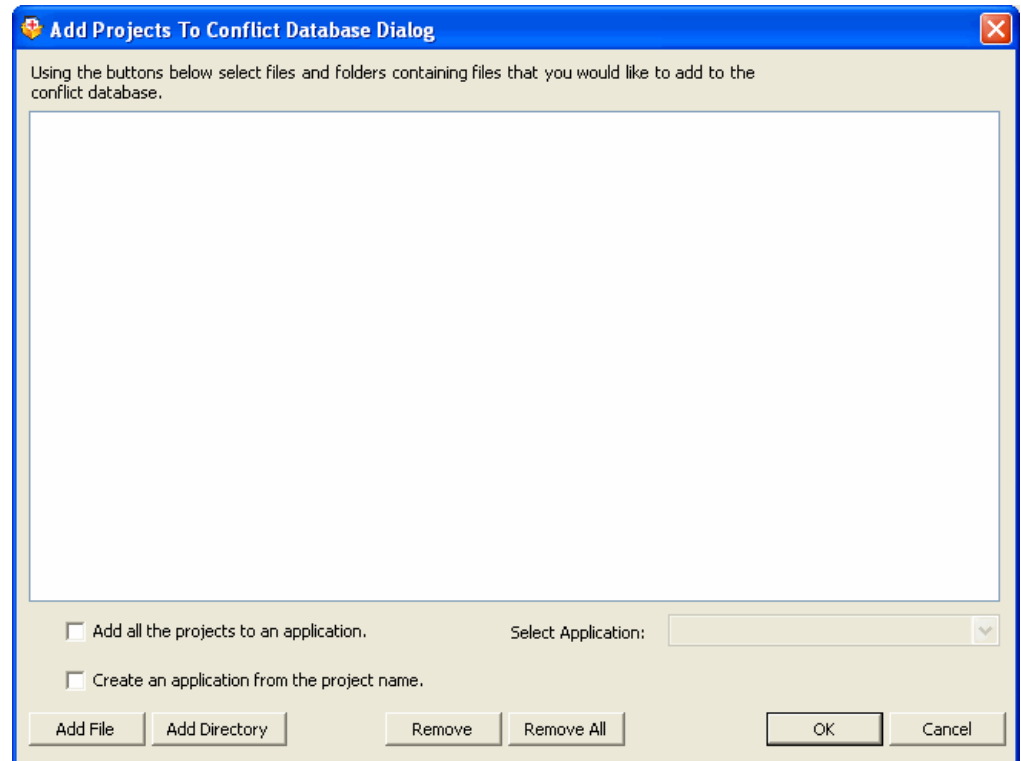 Add Projects To Conflict Database Dialog
Using the buttons below select files and folders containing files that you would like to add to the
conflict database.
Add all the projects to an application.
Select Application:
Create an application from the project name.
Add File
Add Directory
Remove
Remove All
OK
Cancel